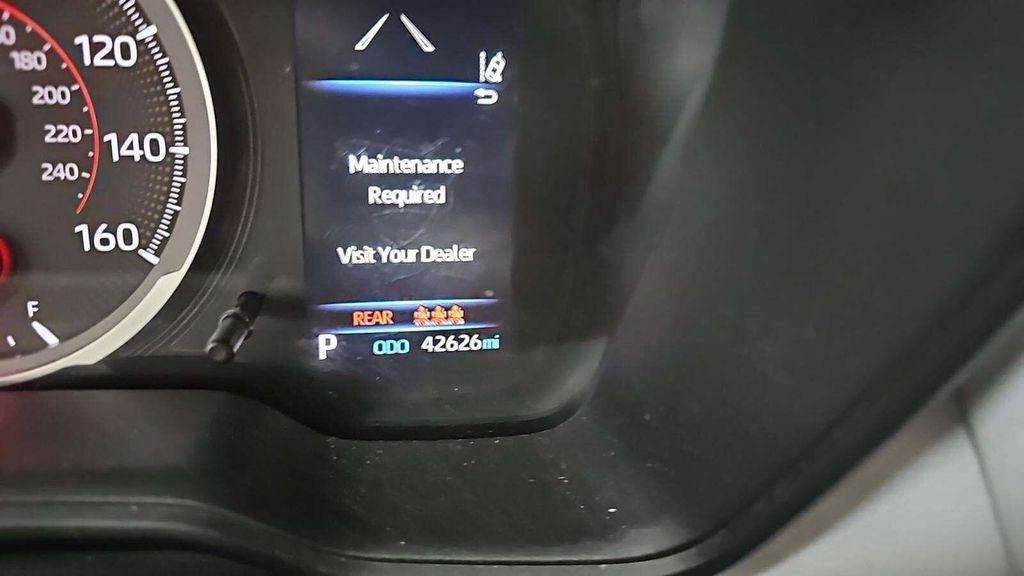 120
180
200
220
140
240
160
F
Maintenance
Required
Visit Your Dealer
REAR
P ODO 42626mi